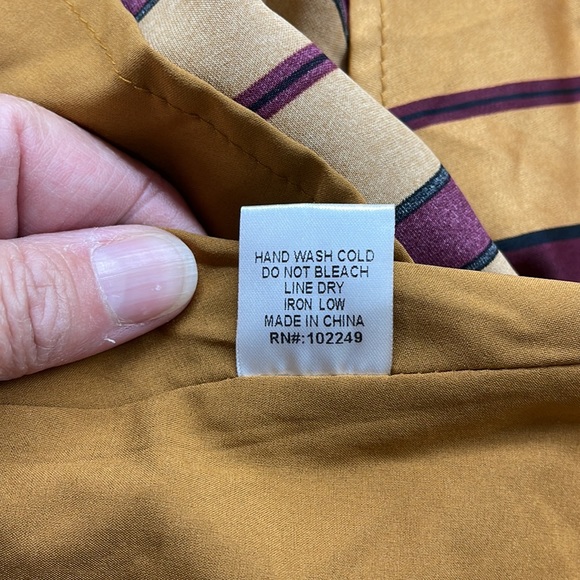 HAND WASH COLD
DO NOT BLEACH
LINE DRY
IRON LOW
MADE IN CHINA
RN#:102249